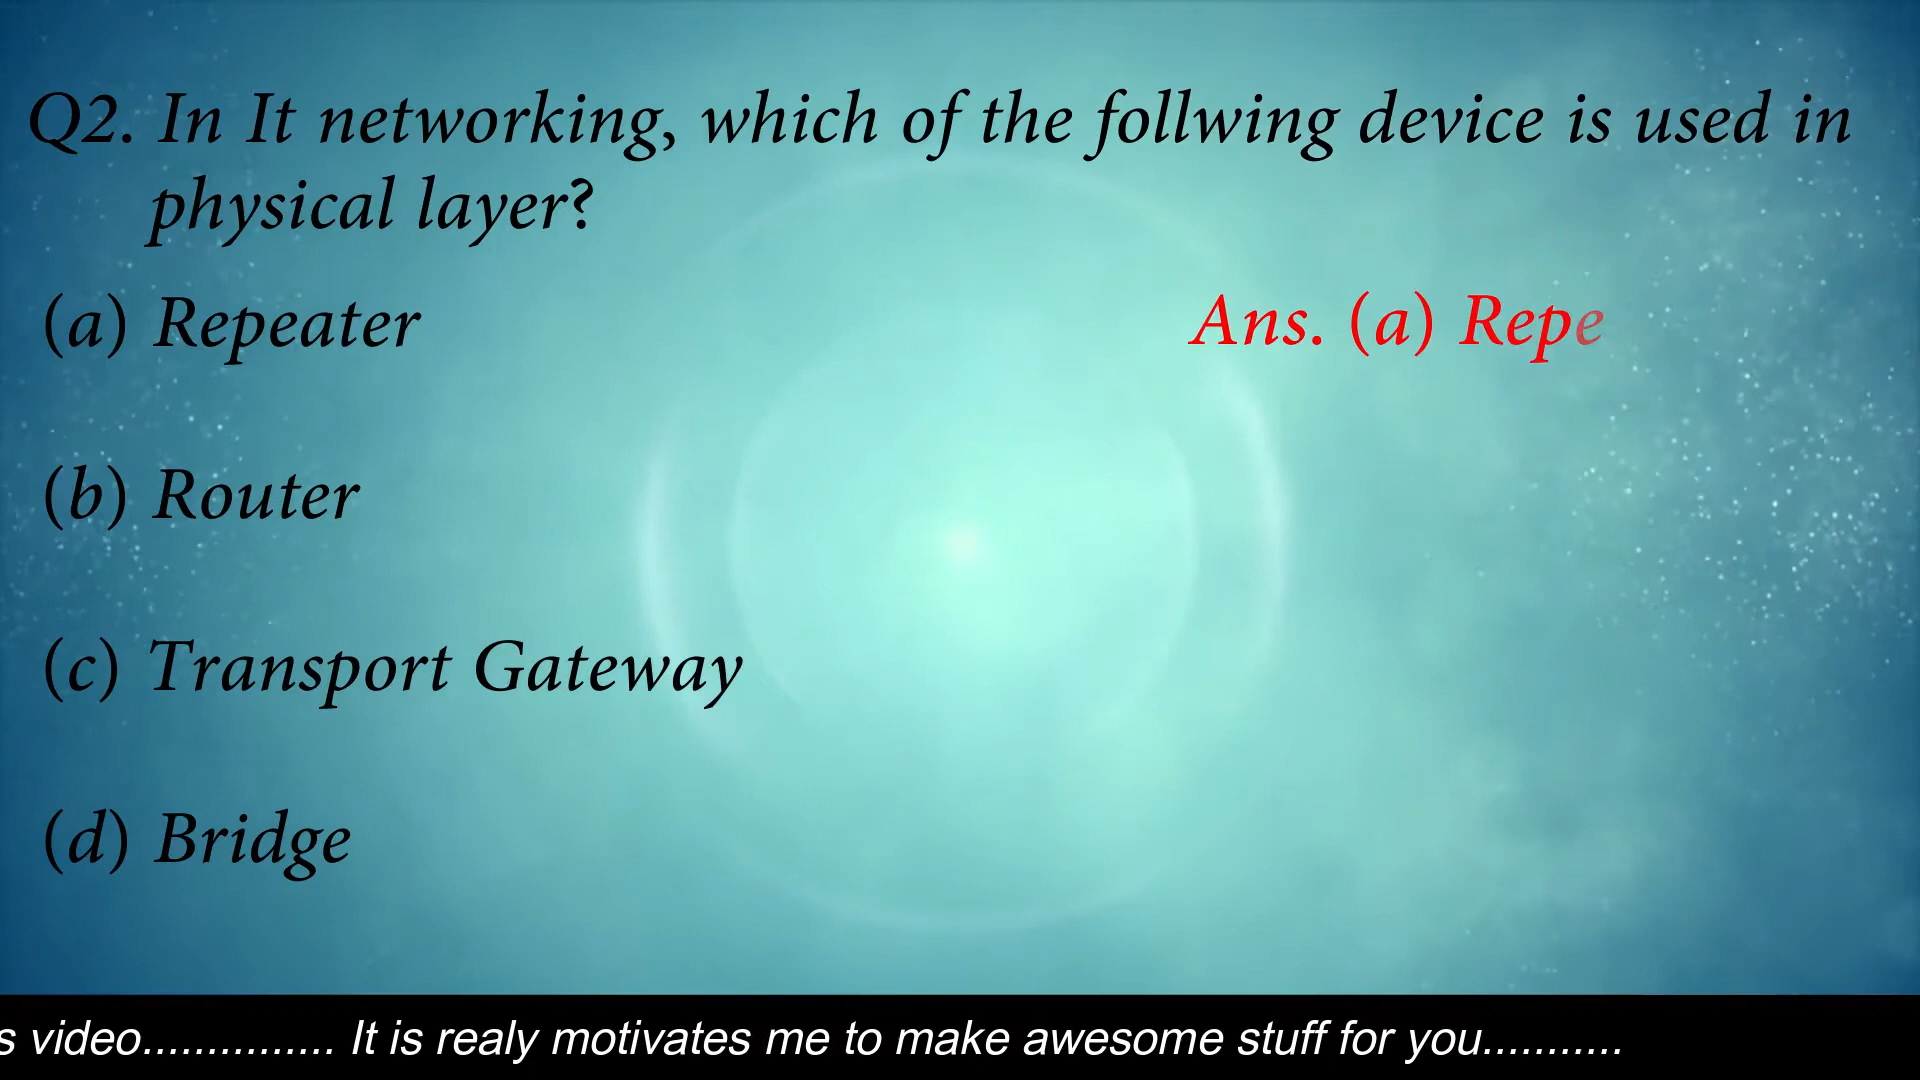 Q2. In It networking, which of the follwing device is used in
physical layer?
(a) Repeater
Ans. (a) Repe
(b) Router
(c) Transport Gateway
(d) Bridge
s video............... It is realy motivates me to make awesome stuff for you...........